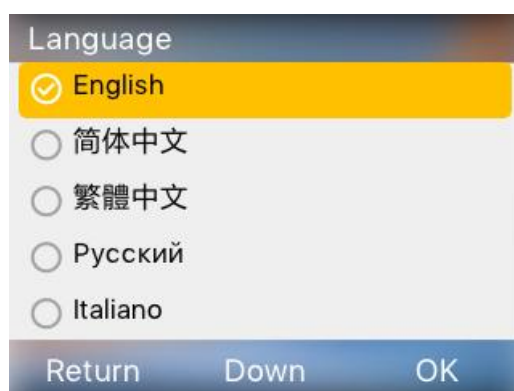 Language
English
简体中文
繁體中文
Русский
Italiano
Return Down OK